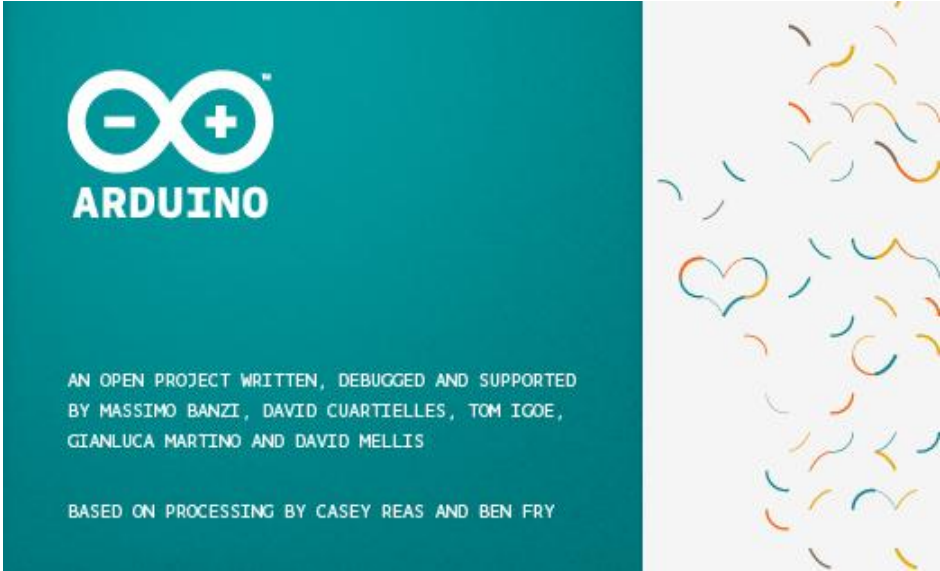 ARDUINO
AN OPEN PROJECT WRITTEN, DEBUGGED AND SUPPORTED
BY MASSIMO BANZI, DAVID CUARTIELLES, TOM IGOE,
GIANLUCA MARTINO AND DAVID MELLIS
BASED ON PROCESSING BY CASEY REAS AND BEN FRY